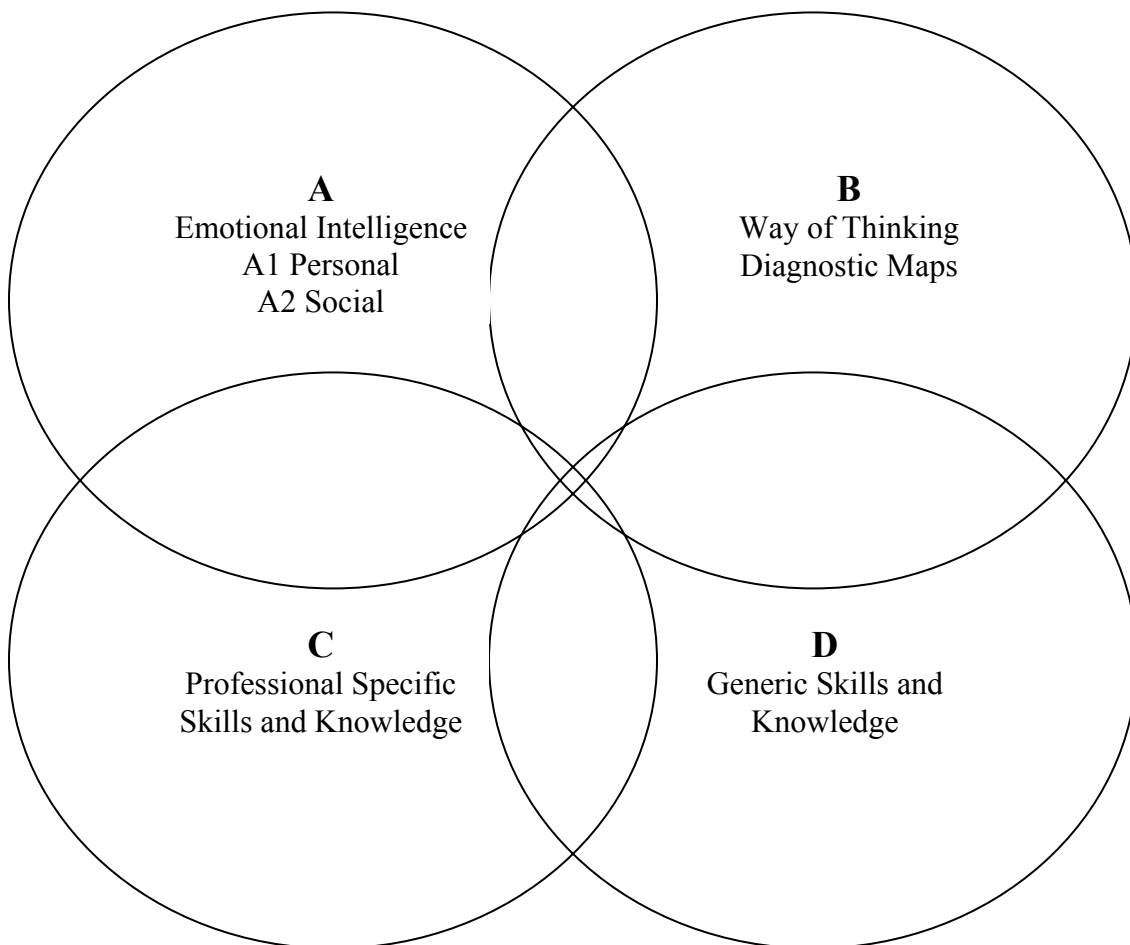 A
Emotional Intelligence
A1 Personal
A2 Social
B
Way of Thinking
Diagnostic Maps
C
Professional Specific
Skills and Knowledge
D
Generic Skills and
Knowledge